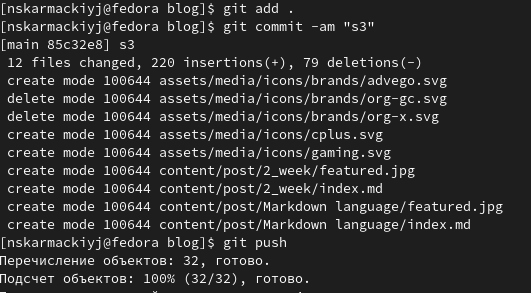 [nskarmackiyj@fedora blog]$ git add .
[nskarmackiyj@fedora blog]$ git commit -am "s3"
[main 85c32e8] s3
 12 files changed, 220 insertions(+), 79 deletions(-)
 create mode 100644 assets/media/icons/brands/advego.svg
 delete mode 100644 assets/media/icons/brands/org-gc.svg
 delete mode 100644 assets/media/icons/brands/org-x.svg
 create mode 100644 assets/media/icons/cplus.svg
 create mode 100644 assets/media/icons/gaming.svg
 create mode 100644 content/post/2_week/featured.jpg
 create mode 100644 content/post/2_week/index.md
 create mode 100644 content/post/Markdown language/featured.jpg
 create mode 100644 content/post/Markdown language/index.md
[nskarmackiyj@fedora blog]$ git push
Перечисление объектов: 32, готово.
Подсчет объектов: 100% (32/32), готово.